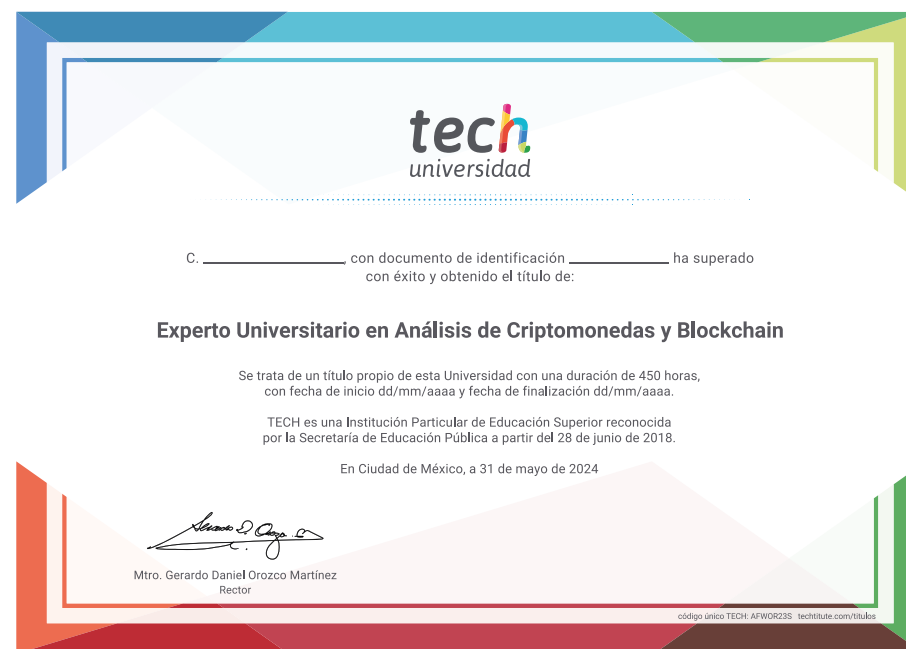 tech
universidad
C. ____________________, con documento de identificación ______________ ha superado
con éxito y obtenido el título de:
Experto Universitario en Análisis de Criptomonedas y Blockchain
Se trata de un título propio de esta Universidad con una duración de 450 horas,
con fecha de inicio dd/mm/aaaa y fecha de finalización dd/mm/aaaa.
TECH es una Institución Particular de Educación Superior reconocida
por la Secretaría de Educación Pública a partir del 28 de junio de 2018.
En Ciudad de México, a 31 de mayo de 2024
Mtro. Gerardo Daniel Orozco Martínez
Rector
código único TECH: AFWOR23S techtitute.com/titulos